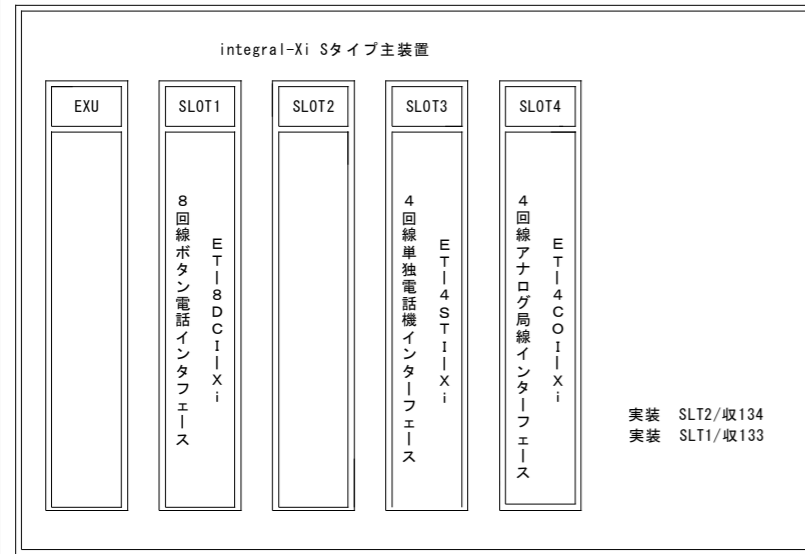 integral-Xi Sタイプ主装置
EXU
SLOT1
SLOT2
SLOT3
SLOT4
ET-8DCI-Xi
8回線ボタン電話インタフェース
ET-4STI-Xi
4回線単独電話機インターフェース
ET-4COI-Xi
4回線アナログ局線インターフェース
実装 SLT2/収134
実装 SLT1/収133